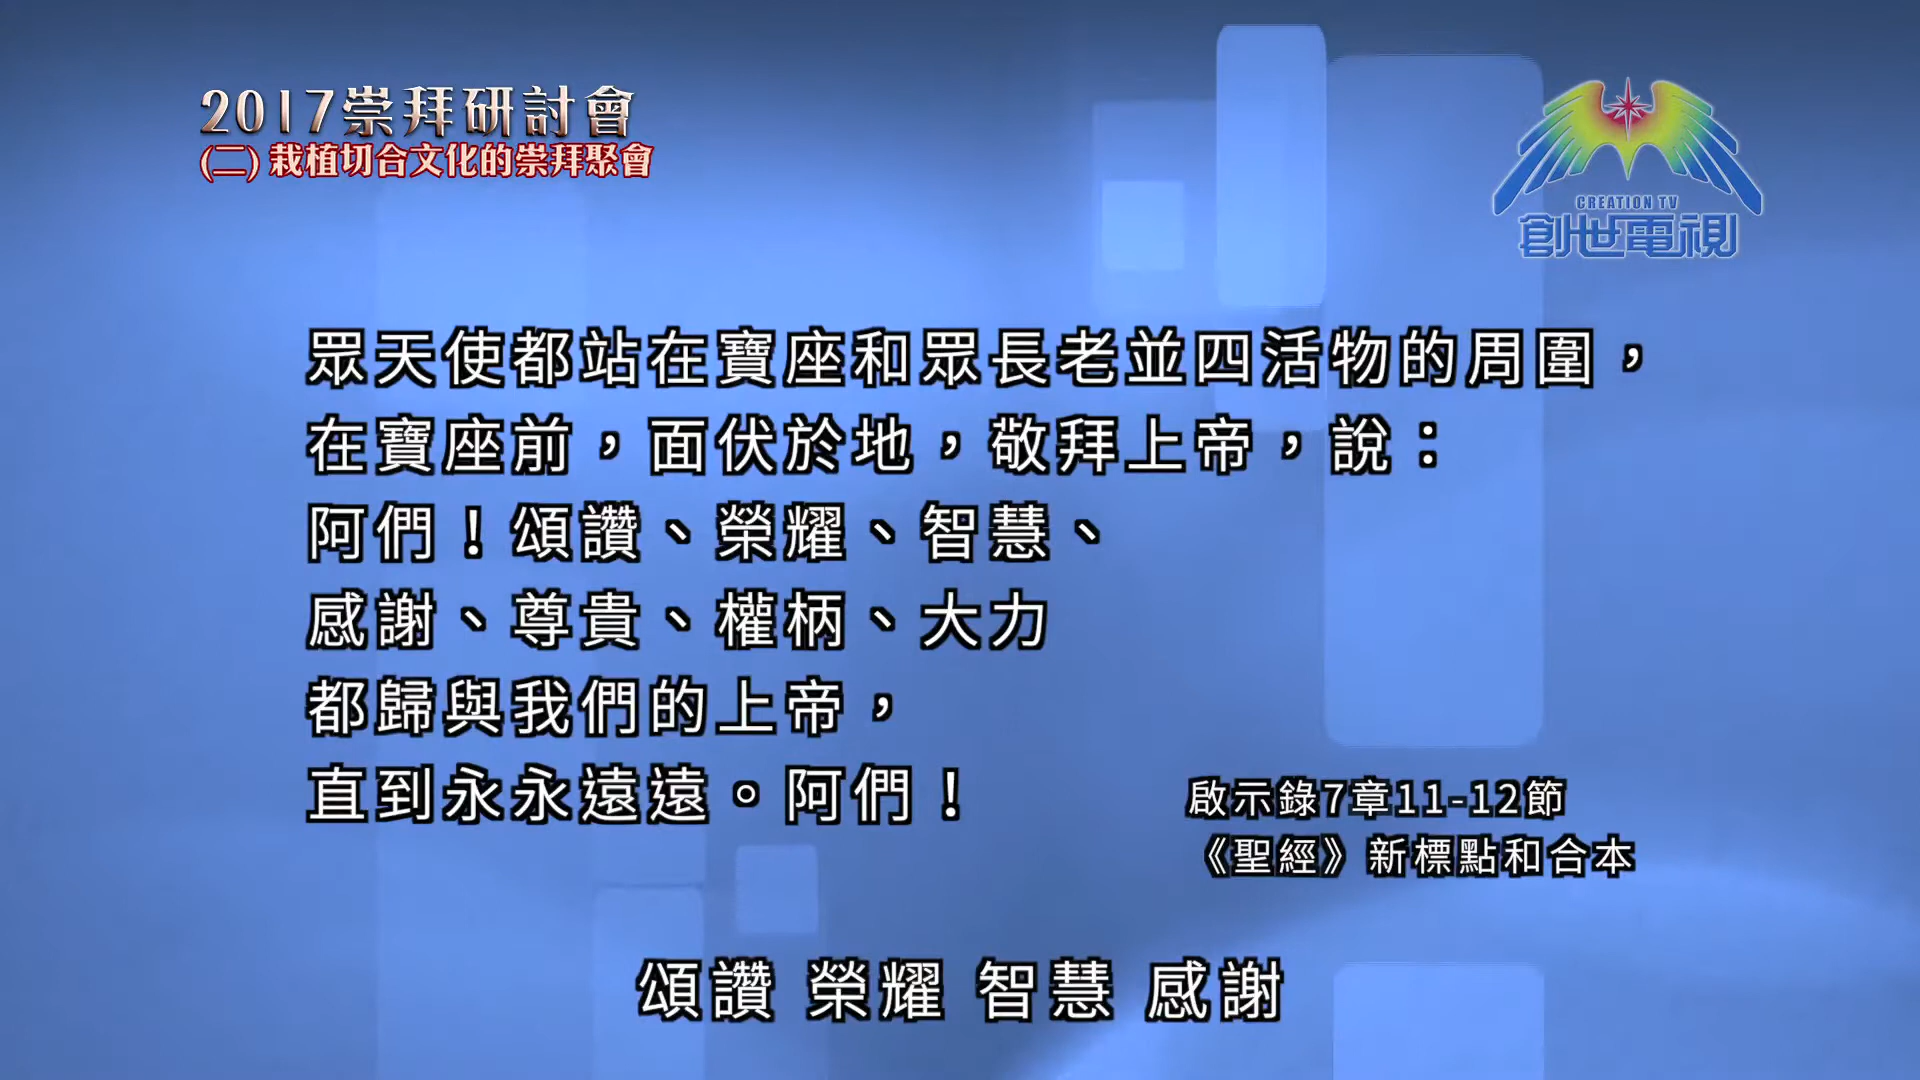 2017崇拜研討會
(二)栽植切合文化的崇拜聚會
CREATION TV
創世電視
眾天使都站在寶座和眾長老並四活物的周圍，
在寶座前，面伏於地，敬拜上帝，說：
阿們！頌讚、榮耀、智慧、
感謝、尊貴、權柄、大力
都歸與我們的上帝，
直到永永遠遠。阿們！
啟示錄7章11-12節
《聖經》新標點和合本
頌讚 榮耀 智慧 感謝